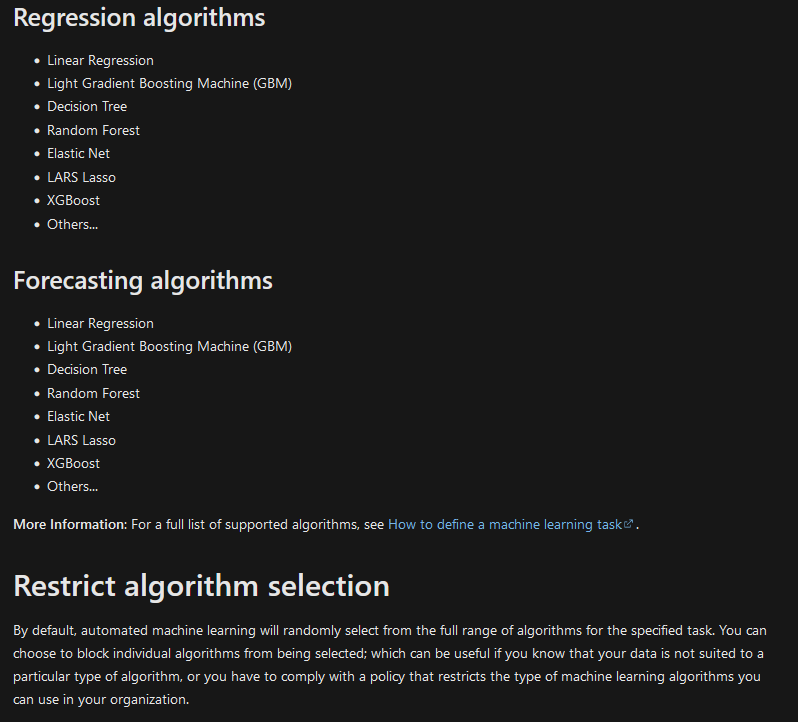 Regression algorithms
• Linear Regression
• Light Gradient Boosting Machine (GBM)
• Decision Tree
• Random Forest
• Elastic Net
• LARS Lasso
• XGBoost
• Others...
Forecasting algorithms
• Linear Regression
• Light Gradient Boosting Machine (GBM)
• Decision Tree
• Random Forest
• Elastic Net
• LARS Lasso
• XGBoost
• Others...
More Information: For a full list of supported algorithms, see How to define a machine learning task.
Restrict algorithm selection
By default, automated machine learning will randomly select from the full range of algorithms for the specified task. You can
choose to block individual algorithms from being selected; which can be useful if you know that your data is not suited to a
particular type of algorithm, or you have to comply with a policy that restricts the type of machine learning algorithms you
can use in your organization.